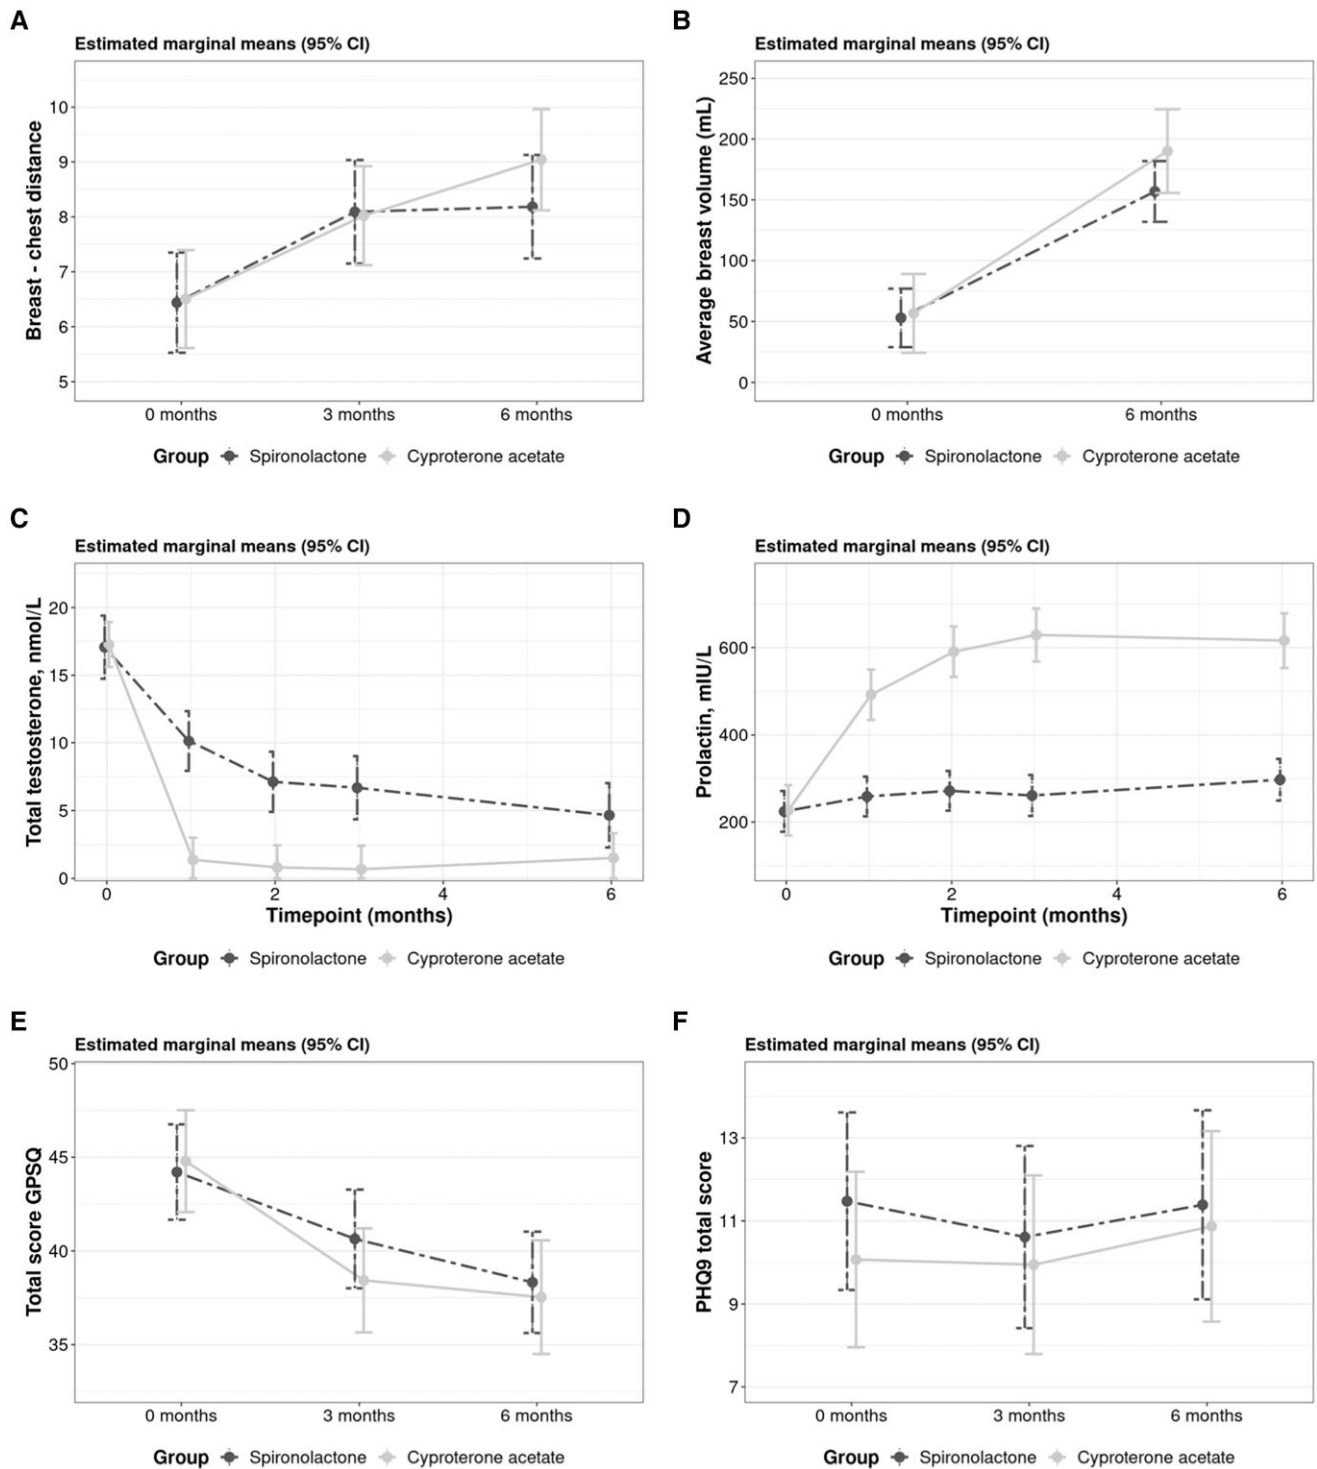 A
Estimated marginal means (95% CI)
Breast - chest distance
10
9
8
7
6
5
0 months 3 months 6 months
Group Spironolactone Cyproterone acetate
B
Estimated marginal means (95% CI)
Average breast volume (mL)
250
200
150
100
50
0
0 months 6 months
Group Spironolactone Cyproterone acetate
C
Estimated marginal means (95% CI)
Total testosterone, nmol/L
20
15
10
5
0
0 2 4 6
Timepoint (months)
Group Spironolactone Cyproterone acetate
D
Estimated marginal means (95% CI)
Prolactin, mIU/L
600
400
200
0 2 4 6
Timepoint (months)
Group Spironolactone Cyproterone acetate
E
Estimated marginal means (95% CI)
Total score GPSQ
50
45
40
35
0 months 3 months 6 months
Group Spironolactone Cyproterone acetate
F
Estimated marginal means (95% CI)
PHQ9 total score
13
11
9
7
0 months 3 months 6 months
Group Spironolactone Cyproterone acetate